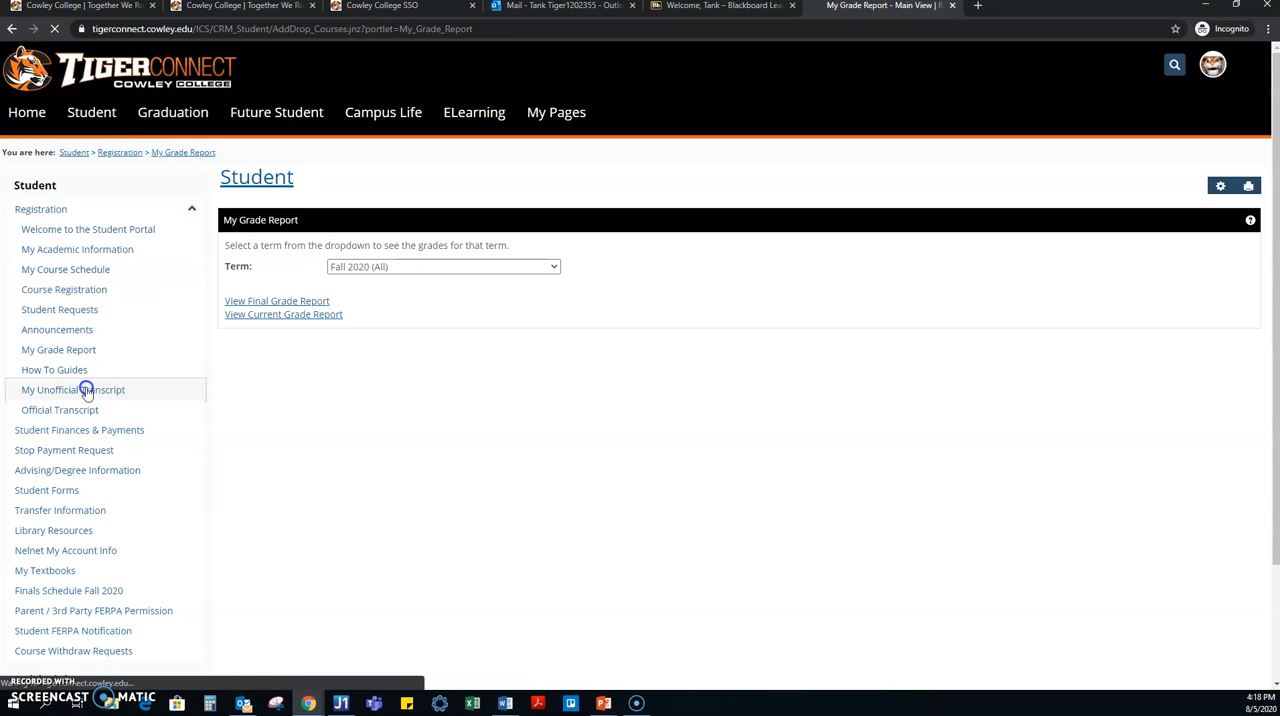 Cowley College | Together We Ro
Cowley College | Together We Ro
Cowley College SSO
Mail - Tank Tiger1202355 - Outlo
Welcome, Tank – Blackboard Lea
My Grade Report - Main View | R
tigerconnect.cowley.edu/ICS/CRM_Student/AddDrop_Courses.jnz?portlet=My_Grade_Report
Incognito
TIGERCONNECT
COWLEY COLLEGE
Home Student Graduation Future Student Campus Life ELearning My Pages
You are here: Student > Registration > My Grade Report
Student
Registration
Welcome to the Student Portal
My Academic Information
My Course Schedule
Course Registration
Student Requests
Announcements
My Grade Report
How To Guides
My Unofficial Transcript
Official Transcript
Student Finances & Payments
Stop Payment Request
Advising/Degree Information
Student Forms
Transfer Information
Library Resources
Nelnet My Account Info
My Textbooks
Finals Schedule Fall 2020
Parent / 3rd Party FERPA Permission
Student FERPA Notification
Course Withdraw Requests
Student
My Grade Report
Select a term from the dropdown to see the grades for that term.
Term: Fall 2020 (All)
View Final Grade Report
View Current Grade Report
RECORDED WITH
SCREENCAST MATIC
4:18 PM
8/5/2020